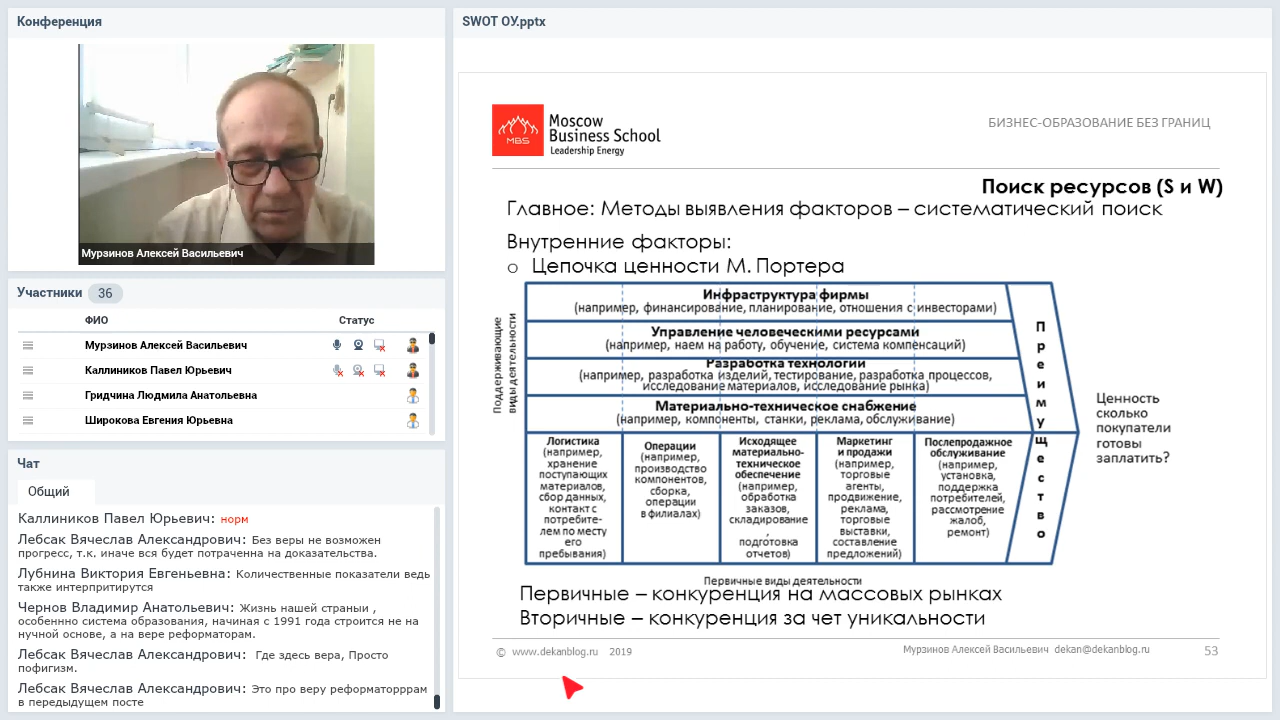 Конференция
Мурзинов Алексей Васильевич
Участники 36
ФИО Статус
Мурзинов Алексей Васильевич
Каллиников Павел Юрьевич
Гридчина Людмила Анатольевна
Широкова Евгения Юрьевна
Чат
Общий
Каллиников Павел Юрьевич: норм
Лебсак Вячеслав Александрович: Без веры не возможен
прогресс, т.к. иначе вся будет потраченна на доказательства.
Лубнина Виктория Евгеньевна: Количественные показатели ведь
также интерпритирутся
Чернов Владимир Анатольевич: Жизнь нашей страныи ,
особеннно система образования, начиная с 1991 года строится не на
нучной основе, а на вере реформаторам.
Лебсак Вячеслав Александрович: Где здесь вера, Просто
пофигизм.
Лебсак Вячеслав Александрович: Это про веру реформаторррам
в передыдущем посте
SWOT ОУ.pptx
MBS
Moscow
Business School
Leadership Energy
БИЗНЕС-ОБРАЗОВАНИЕ БЕЗ ГРАНИЦ
Поиск ресурсов (S и W)
Главное: Методы выявления факторов – систематический поиск
Внутренние факторы:
o Цепочка ценности М. Портера
Поддерживающие
виды деятельности
Инфраструктура фирмы
(например, финансирование, планирование, отношения с инвесторами)
Управление человеческими ресурсами
(например, наем на работу, обучение, система компенсаций)
Разработка технологии
(например, разработка изделий, тестирование, разработка процессов,
исследование материалов, исследование рынка)
Материально-техническое снабжение
(например, компоненты, станки, реклама, обслуживание)
Логистика
(например,
хранение
поступающих
материалов,
сбор данных,
контакт с
потребите-
лем по месту
его
пребывания)
Операции
(например,
производство
компонентов,
сборка,
операции
в филиалах)
Исходящее
материально-
техническое
обеспечение
(например,
обработка
заказов,
складирование
,
подготовка
отчетов)
Маркетинг
и продажи
(например,
торговые
агенты,
продвижение,
реклама,
торговые
выставки,
составление
предложений)
Послепродажное
обслуживание
(например,
установка,
поддержка
потребителей,
рассмотрение
жалоб,
ремонт)
Преимущество
Ценность
сколько
покупатели
готовы
заплатить?
Первичные виды деятельности
Первичные – конкуренция на массовых рынках
Вторичные – конкуренция за чет уникальности
© www.dekanblog.ru 2019
Мурзинов Алексей Васильевич dekan@dekanblog.ru
53